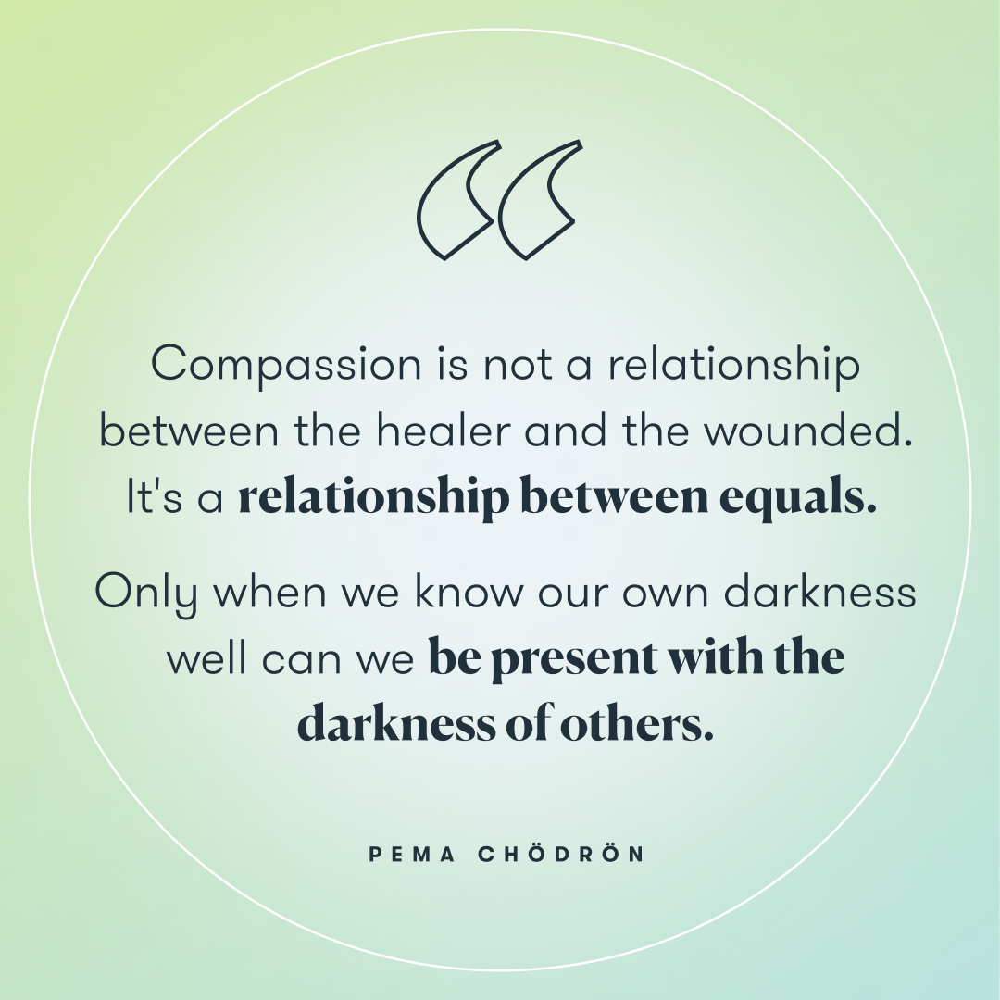 “
Compassion is not a relationship
between the healer and the wounded.
It's a relationship between equals.
Only when we know our own darkness
well can we be present with the
darkness of others.
PEMA CHÖDRÖN